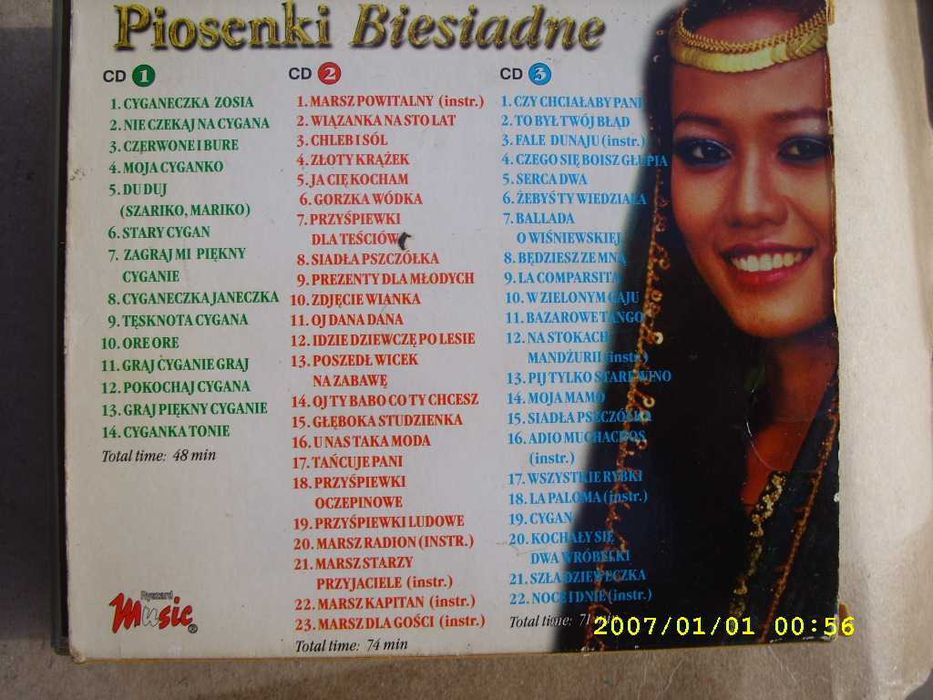 Piosenki Biesiadne
CD 1
1. CYGANECZKA ZOSIA
2. NIE CZEKAJ NA CYGANA
3. CZERWONE I BURE
4. MOJA CYGANKO
5. DU DUJ
(SZARIKO, MARIKO)
6. STARY CYGAN
7. ZAGRAJ MI PIĘKNY
CYGANIE
8. CYGANECZKA JANECZKA
9. TĘSKNOTA CYGANA
10. ORE ORE
11. GRAJ CYGANIE GRAJ
12. POKOCHAJ CYGANA
13. GRAJ PIĘKNY CYGANIE
14. CYGANKA TONIE
Total time: 48 min
CD 2
1. MARSZ POWITALNY (instr.)
2. WIĄZANKA NA STO LAT
3. CHLEB I SÓL
4. ZŁOTY KRĄŻEK
5. JA CIĘ KOCHAM
6. GORZKA WÓDKA
7. PRZYŚPIEWKI
DLA TEŚCIÓW
8. SIADŁA PSZCZÓŁKA
9. PREZENTY DLA MŁODYCH
10. ZDJĘCIE WIANKA
11. OJ DANA DANA
12. IDZIE DZIEWCZĘ PO LESIE
13. POSZEDŁ WICEK
NA ZABAWĘ
14. OJ TY BABO CO TY CHCESZ
15. GŁĘBOKA STUDZIENKA
16. U NAS TAKA MODA
17. TAŃCUJE PANI
18. PRZYŚPIEWKI
OCZEPINOWE
19. PRZYŚPIEWKI LUDOWE
20. MARSZ RADION (INSTR.)
21. MARSZ STARZY
PRZYJACIELE (instr.)
22. MARSZ KAPITAN (instr.)
23. MARSZ DLA GOŚCI (instr.)
Total time: 74 min
CD 3
1. CZY CHCIAŁABY PANI
2. TO BYŁ TWÓJ BŁĄD
3. FALE DUNAJU (instr.)
4. CZEGO SIĘ BOISZ GŁUPIA
5. SERCA DWA
6. ŻEBYŚ TY WIEDZIAŁA
7. BALLADA
O WIŚNIEWSKIEJ
8. BĘDZIESZ ZE MNĄ
9. LA COMPARSITA
10. W ZIELONYM GAJU
11. BAZAROWE TANGO
12. NA STOKACH
MANDŻURII (instr.)
13. PIJ TYLKO STARE WINO
14. MOJA MAMO
15. SIADŁA PSZCZÓŁKA
16. ADIO MUCHACHOS
(instr.)
17. WSZYSTKIE RYBKI
18. LA PALOMA (instr.)
19. CYGAN
20. KOCHAŁY SIĘ
DWA WRÓBELKI
21. SZŁA DZIEWECZKA
22. NOCE I DNIE (instr.)
Total time: 71 min
Ryszard
Music ®
2007/01/01 00:56